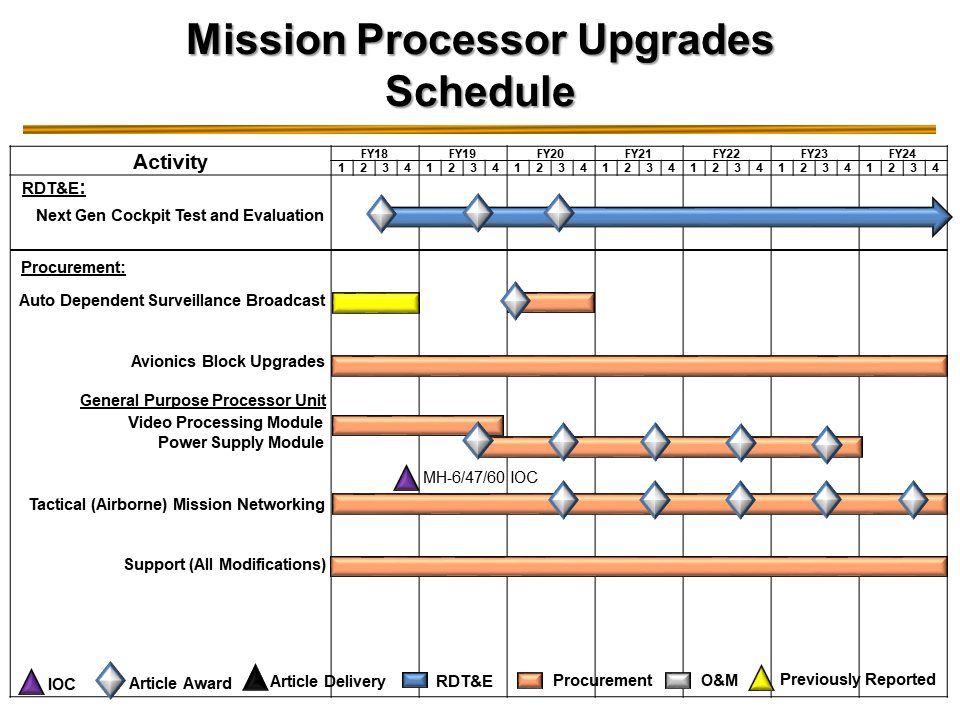 Mission Processor Upgrades
Schedule
Activity
FY18 FY19 FY20 FY21 FY22 FY23 FY24
1 2 3 4 1 2 3 4 1 2 3 4 1 2 3 4 1 2 3 4 1 2 3 4 1 2 3 4
RDT&E:
Next Gen Cockpit Test and Evaluation
Procurement:
Auto Dependent Surveillance Broadcast
Avionics Block Upgrades
General Purpose Processor Unit
Video Processing Module
Power Supply Module
MH-6/47/60 IOC
Tactical (Airborne) Mission Networking
Support (All Modifications)
IOC Article Award Article Delivery RDT&E Procurement O&M Previously Reported